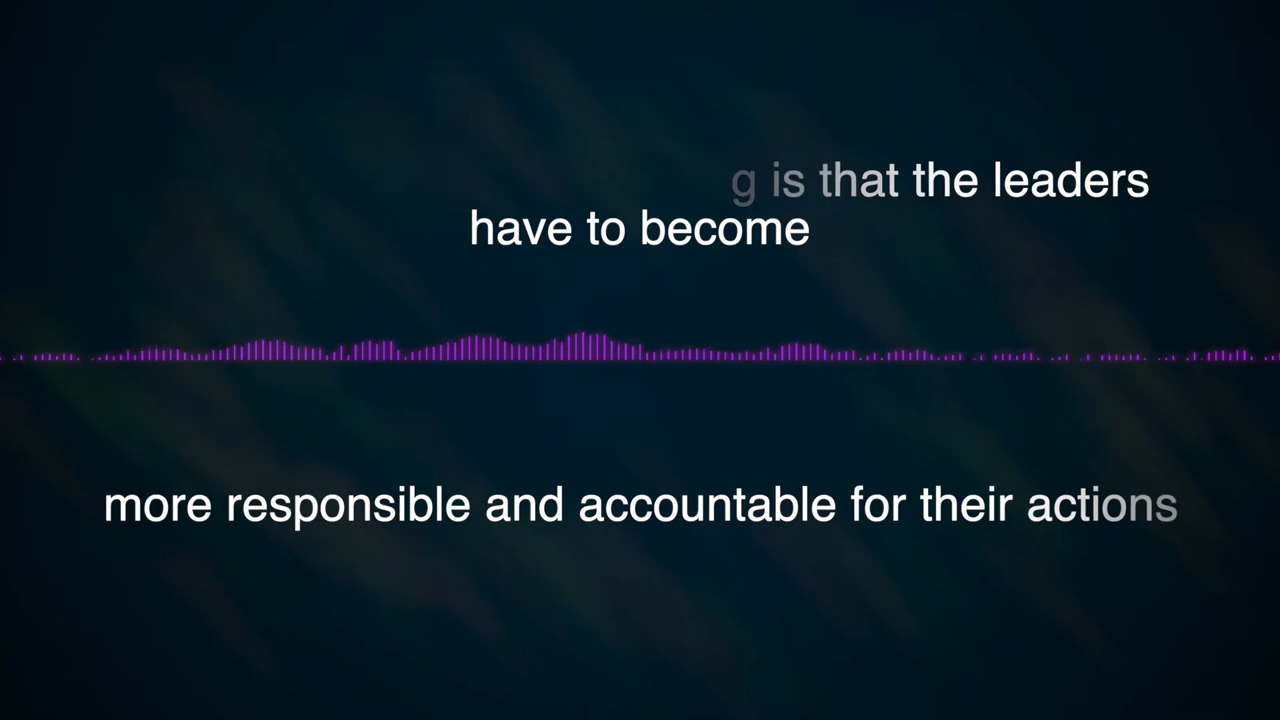 g is that the leaders
have to become
more responsible and accountable for their actions